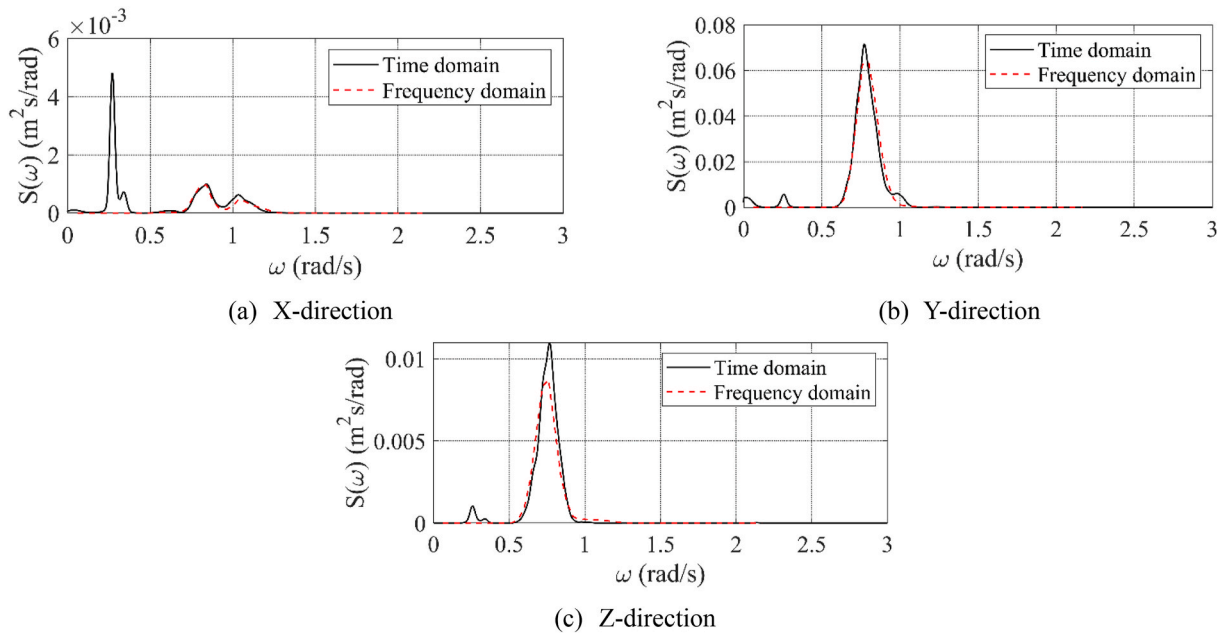 ×10⁻³
6
4
2
0
S(ω) (m²s/rad)
Time domain
Frequency domain
0 0.5 1 1.5 2 2.5 3
ω (rad/s)
(a) X-direction
0.08
0.06
0.04
0.02
0
S(ω) (m²s/rad)
Time domain
Frequency domain
0 0.5 1 1.5 2 2.5 3
ω (rad/s)
(b) Y-direction
0.01
0.005
0
S(ω) (m²s/rad)
Time domain
Frequency domain
0 0.5 1 1.5 2 2.5 3
ω (rad/s)
(c) Z-direction